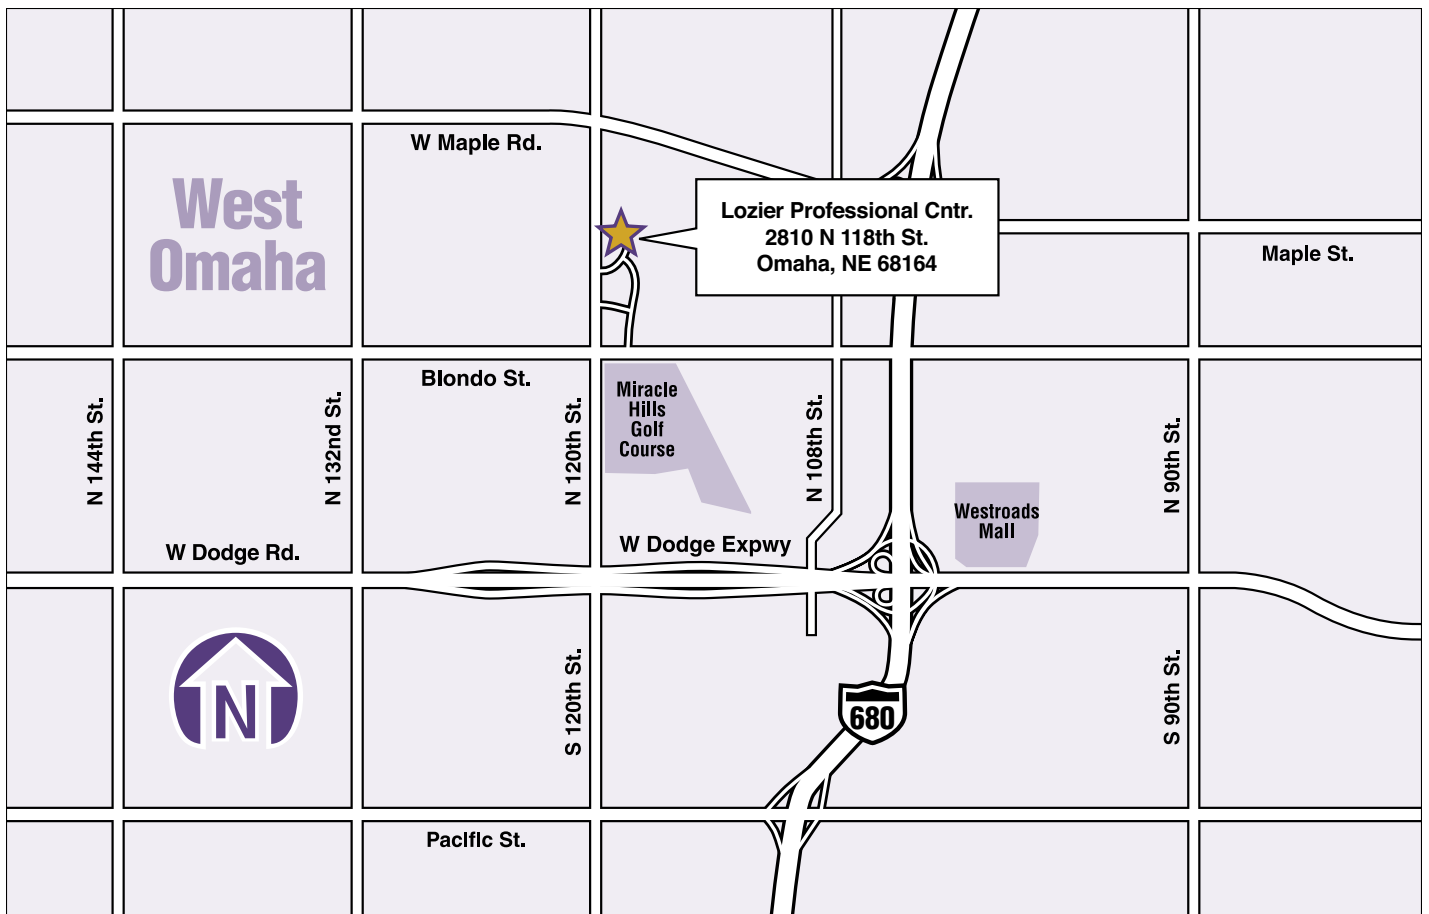 W Maple Rd.
West
Omaha
Lozier Professional Cntr.
2810 N 118th St.
Omaha, NE 68164
Maple St.
Blondo St.
Miracle
Hills
Golf
Course
N 144th St.
N 132nd St.
N 120th St.
N 108th St.
N 90th St.
Westroads
Mall
W Dodge Rd.
W Dodge Expwy
N
S 120th St.
680
S 90th St.
Pacific St.